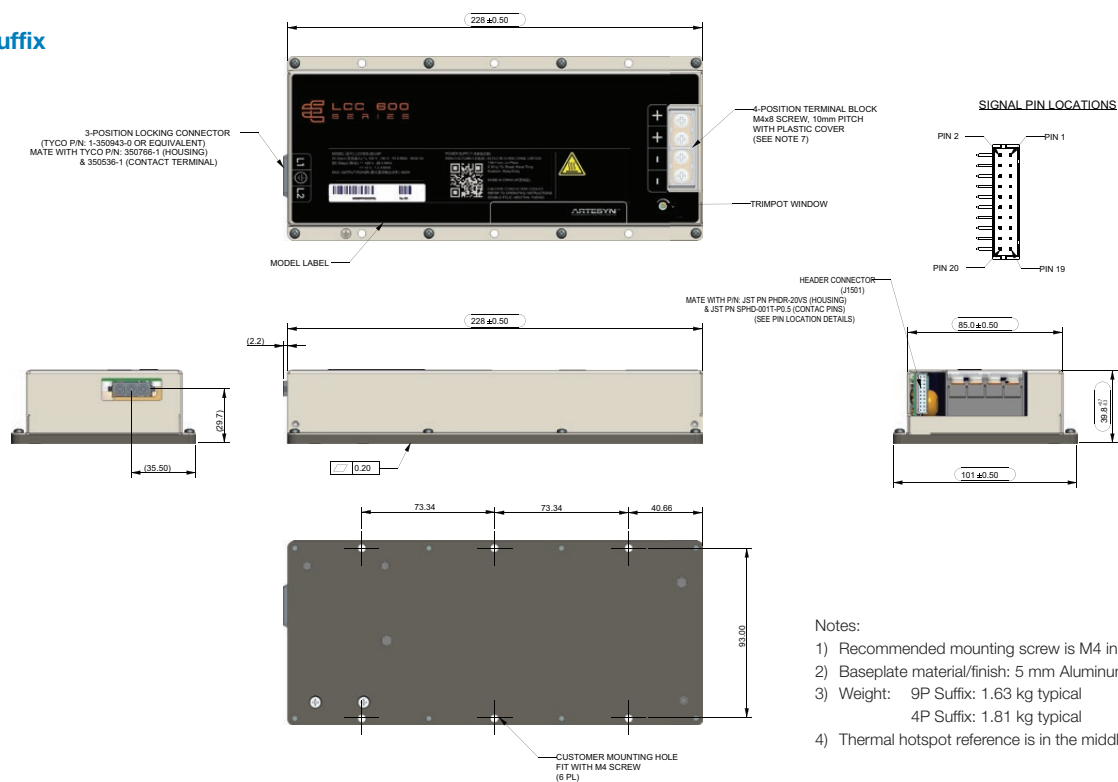 uffix
228 ±0.50
LCC 600
SERIES
3-POSITION LOCKING CONNECTOR
(TYCO P/N: 1-350943-0 OR EQUIVALENT)
MATE WITH TYCO P/N: 350766-1 (HOUSING)
& 350536-1 (CONTACT TERMINAL)
L1
L2
+
+
-
-
4-POSITION TERMINAL BLOCK
M4x8 SCREW, 10mm PITCH
WITH PLASTIC COVER
(SEE NOTE 7)
TRIMPOT WINDOW
ARTESYN
MODEL LABEL
SIGNAL PIN LOCATIONS
PIN 2
PIN 1
PIN 20
PIN 19
HEADER CONNECTOR
(J1501)
MATE WITH P/N: JST PN PHDR-20VS (HOUSING)
& JST PN SPHD-001T-P0.5 (CONTAC PINS)
(SEE PIN LOCATION DETAILS)
228 ±0.50
(2.2)
(29.7)
(35.50)
0.20
85.0±0.50
39.8
101 ±0.50
73.34
73.34
40.66
93.00
CUSTOMER MOUNTING HOLE
FIT WITH M4 SCREW
(6 PL)
Notes:
1) Recommended mounting screw is M4 in
2) Baseplate material/finish: 5 mm Aluminu
3) Weight: 9P Suffix: 1.63 kg typical
4P Suffix: 1.81 kg typical
4) Thermal hotspot reference is in the middl